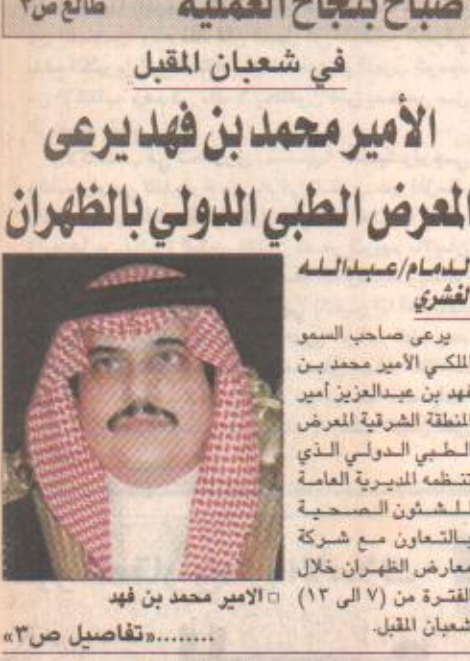 صباح بنجاح العملية
طالع ص٣
في شعبان المقبل
الأمير محمد بن فهد يرعى
المعرض الطبي الدولي بالظهران
الدمام/عبدالله
الغشري
يرعى صاحب السمو
الملكي الأمير محمد بن
فهد بن عبدالعزيز أمير
المنطقة الشرقية المعرض
الطبي الدولي الذي
تنظمه المديرية العامة
للشئون الصحية
بالتعاون مع شركة
معارض الظهران خلال
الفترة من (٧ الى ١٣)
شعبان المقبل.
الامير محمد بن فهد
........«تفاصيل ص٣»